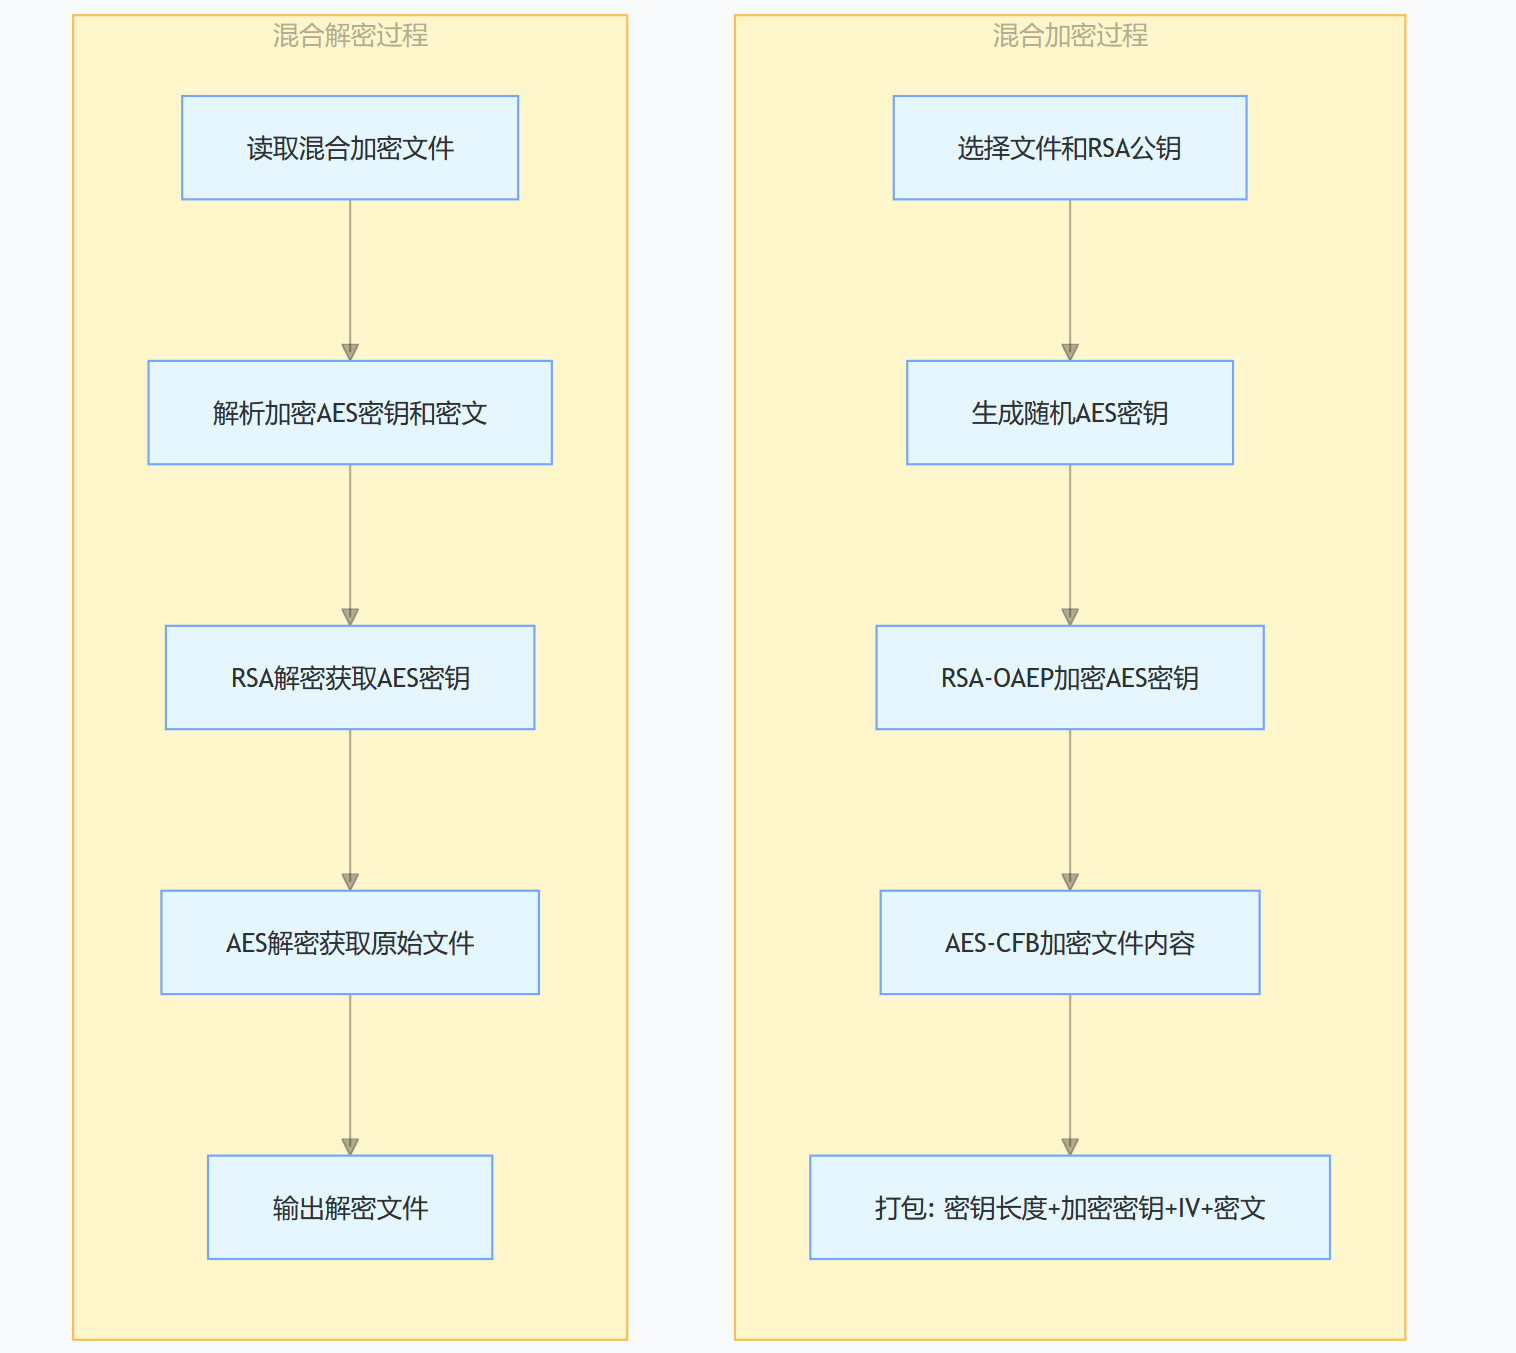 混合解密过程
读取混合加密文件
解析加密AES密钥和密文
RSA解密获取AES密钥
AES解密获取原始文件
输出解密文件
混合加密过程
选择文件和RSA公钥
生成随机AES密钥
RSA-OAEP加密AES密钥
AES-CFB加密文件内容
打包: 密钥长度+加密密钥+IV+密文